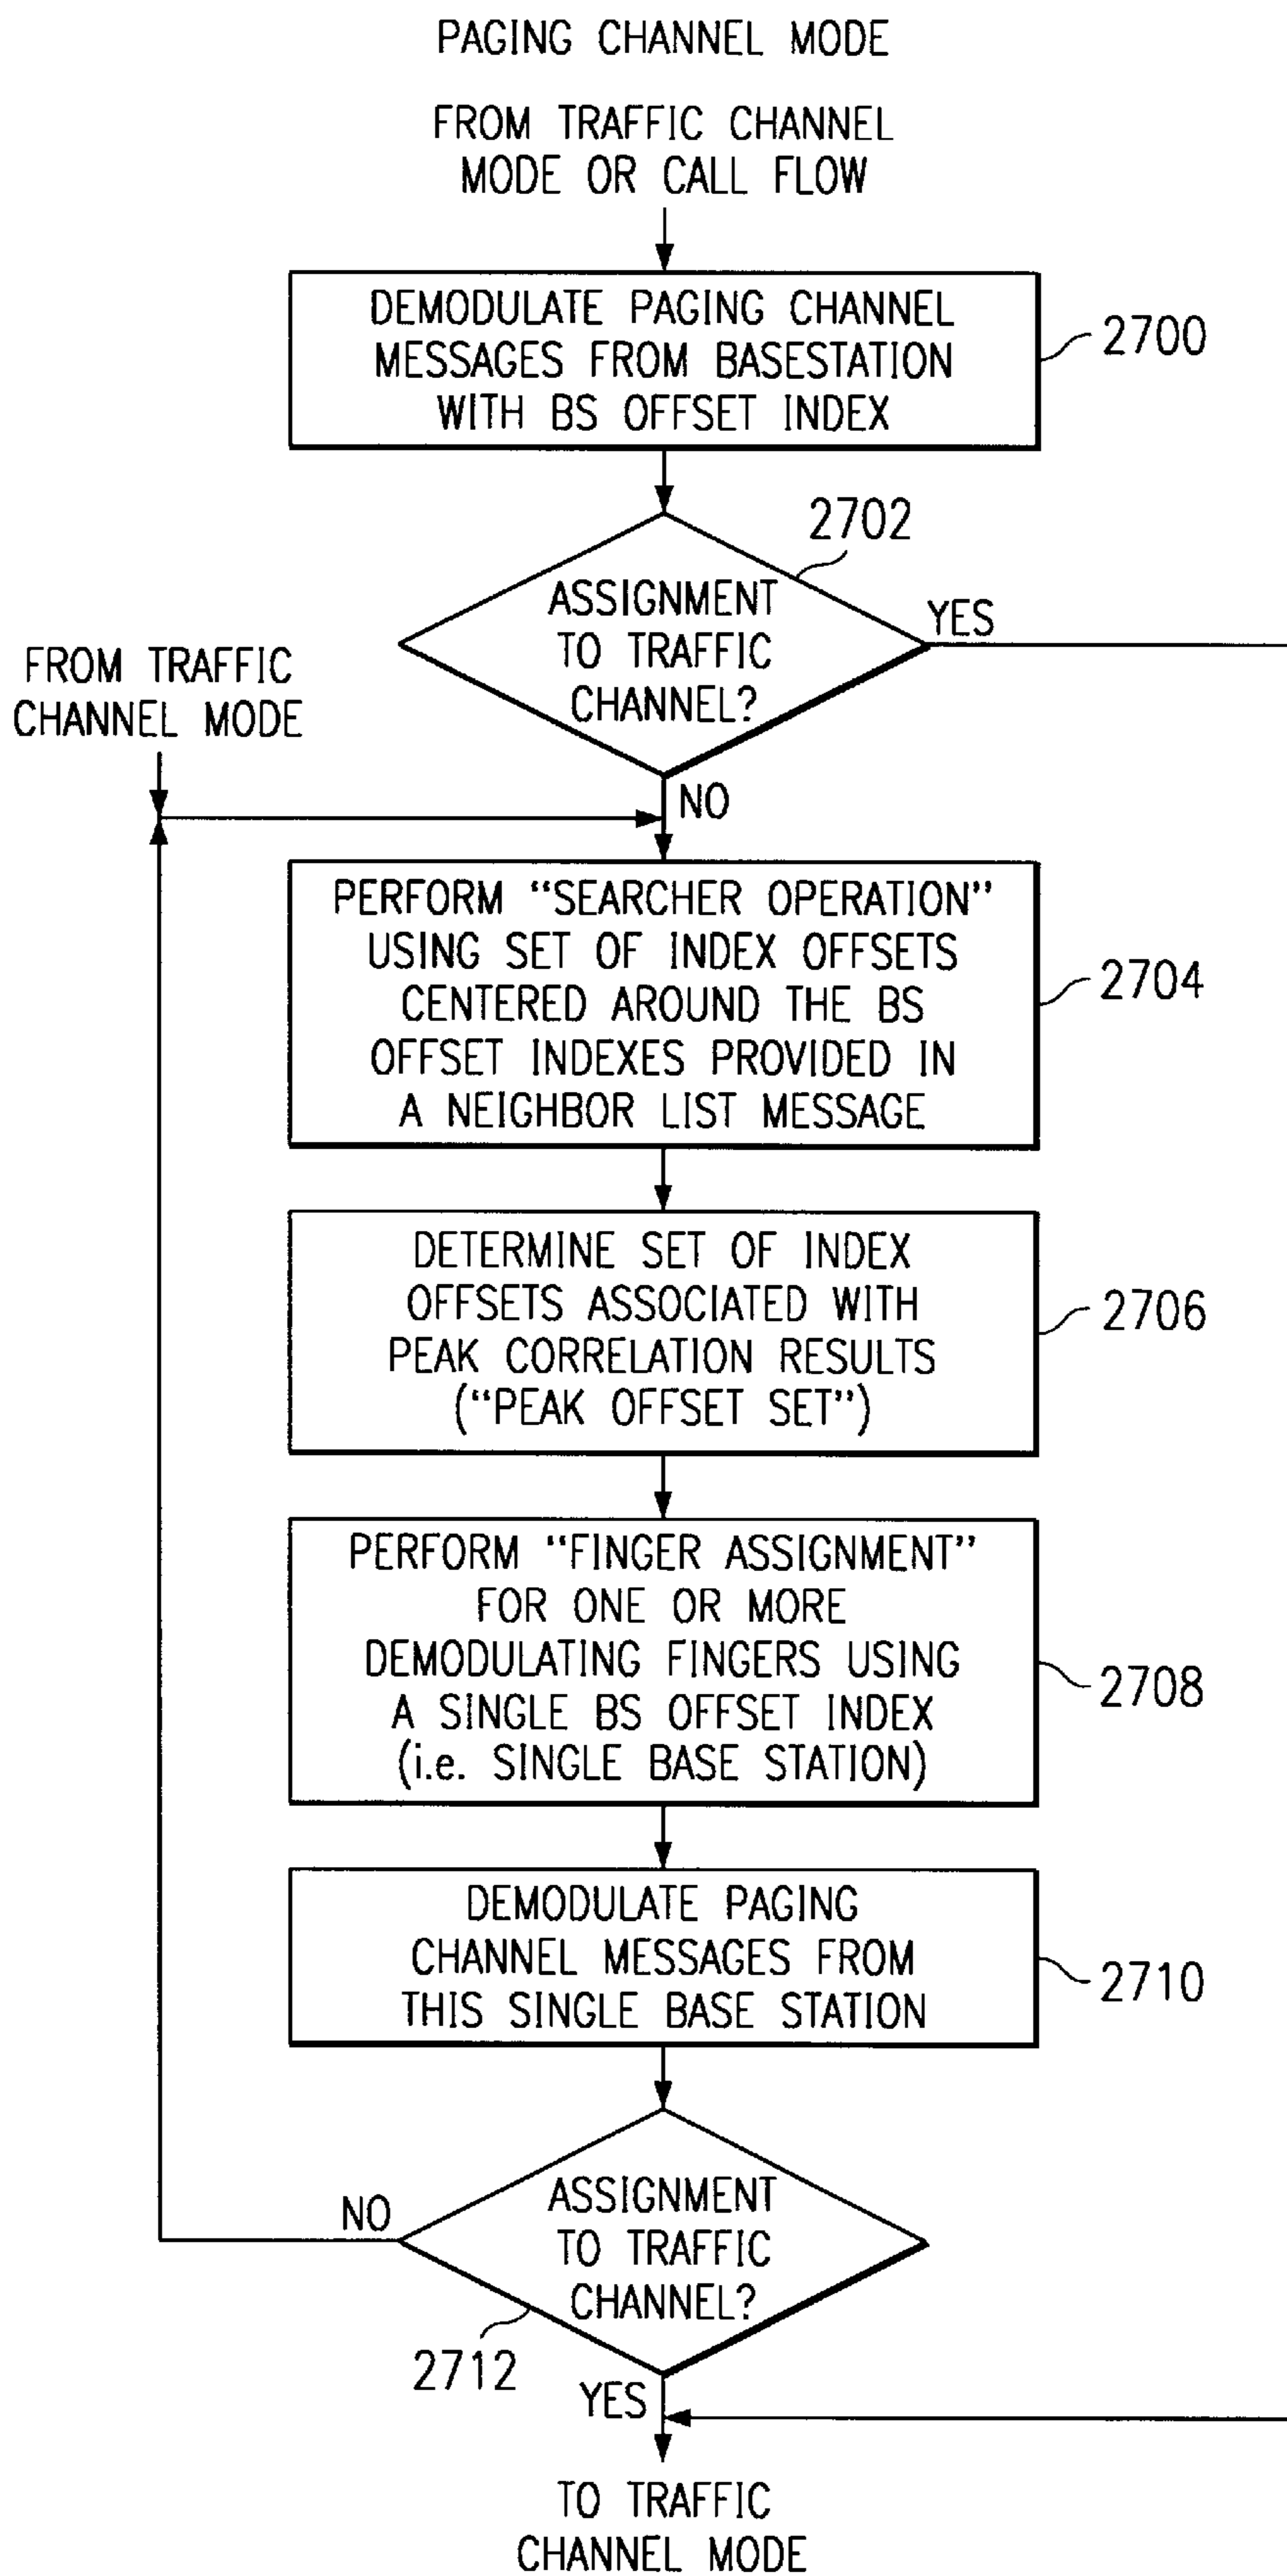 PAGING CHANNEL MODE
FROM TRAFFIC CHANNEL
MODE OR CALL FLOW
DEMODULATE PAGING CHANNEL
MESSAGES FROM BASESTATION
WITH BS OFFSET INDEX
2700
2702
ASSIGNMENT
TO TRAFFIC
CHANNEL?
YES
FROM TRAFFIC
CHANNEL MODE
NO
PERFORM “SEARCHER OPERATION”
USING SET OF INDEX OFFSETS
CENTERED AROUND THE BS
OFFSET INDEXES PROVIDED IN
A NEIGHBOR LIST MESSAGE
2704
DETERMINE SET OF INDEX
OFFSETS ASSOCIATED WITH
PEAK CORRELATION RESULTS
(“PEAK OFFSET SET”)
2706
PERFORM “FINGER ASSIGNMENT”
FOR ONE OR MORE
DEMODULATING FINGERS USING
A SINGLE BS OFFSET INDEX
(i.e. SINGLE BASE STATION)
2708
DEMODULATE PAGING
CHANNEL MESSAGES FROM
THIS SINGLE BASE STATION
2710
ASSIGNMENT
TO TRAFFIC
CHANNEL?
NO
2712
YES
TO TRAFFIC
CHANNEL MODE